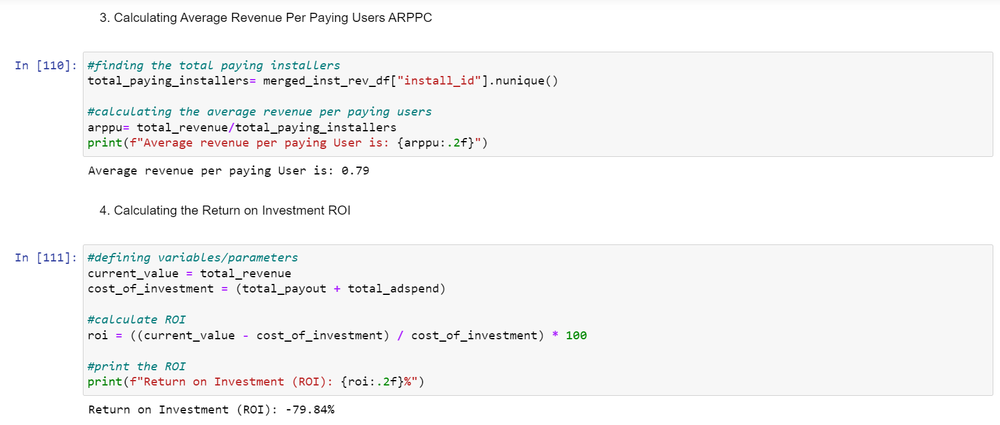 3. Calculating Average Revenue Per Paying Users ARPPC
In [110]:
#finding the total paying installers
total_paying_installers= merged_inst_rev_df["install_id"].nunique()
#calculating the average revenue per paying users
arppu= total_revenue/total_paying_installers
print(f"Average revenue per paying User is: {arppu:.2f}")
Average revenue per paying User is: 0.79
4. Calculating the Return on Investment ROI
In [111]:
#defining variables/parameters
current_value = total_revenue
cost_of_investment = (total_payout + total_adspend)
#calculate ROI
roi = ((current_value - cost_of_investment) / cost_of_investment) * 100
#print the ROI
print(f"Return on Investment (ROI): {roi:.2f}%")
Return on Investment (ROI): -79.84%